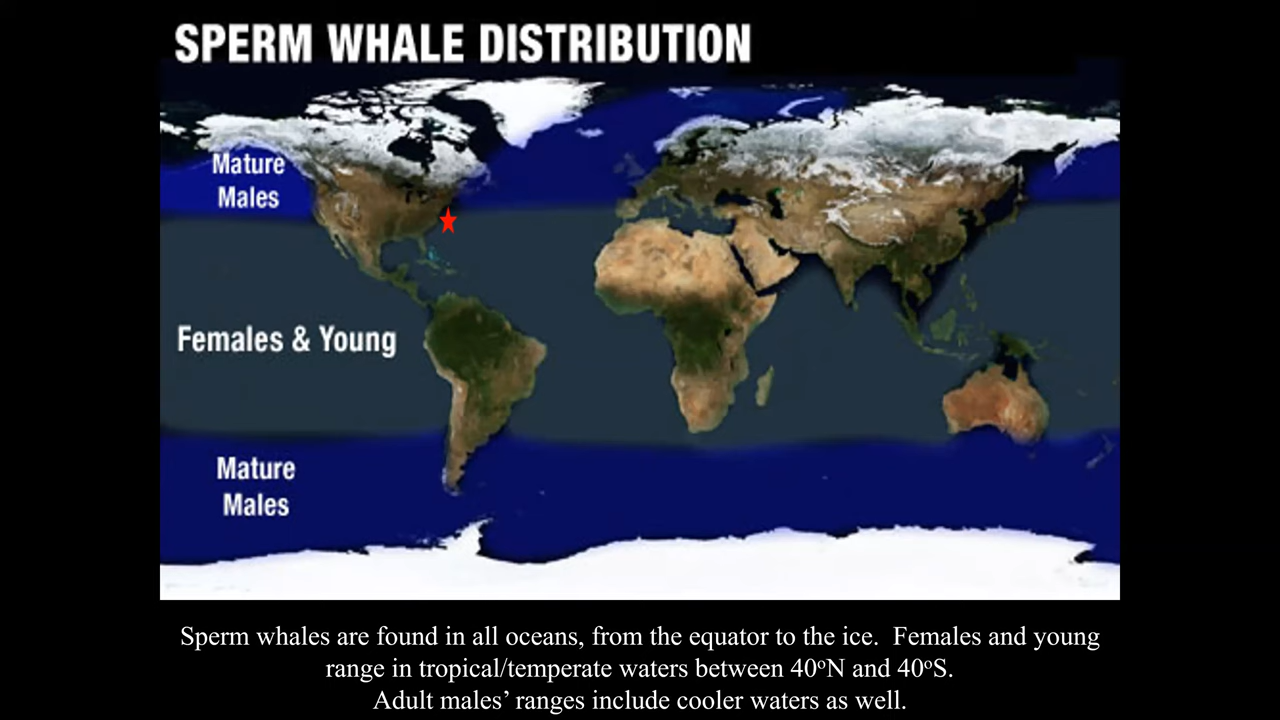 SPERM WHALE DISTRIBUTION
Mature
Males
Females & Young
Mature
Males
Sperm whales are found in all oceans, from the equator to the ice.  Females and young
range in tropical/temperate waters between 40ºN and 40ºS.
Adult males’ ranges include cooler waters as well.